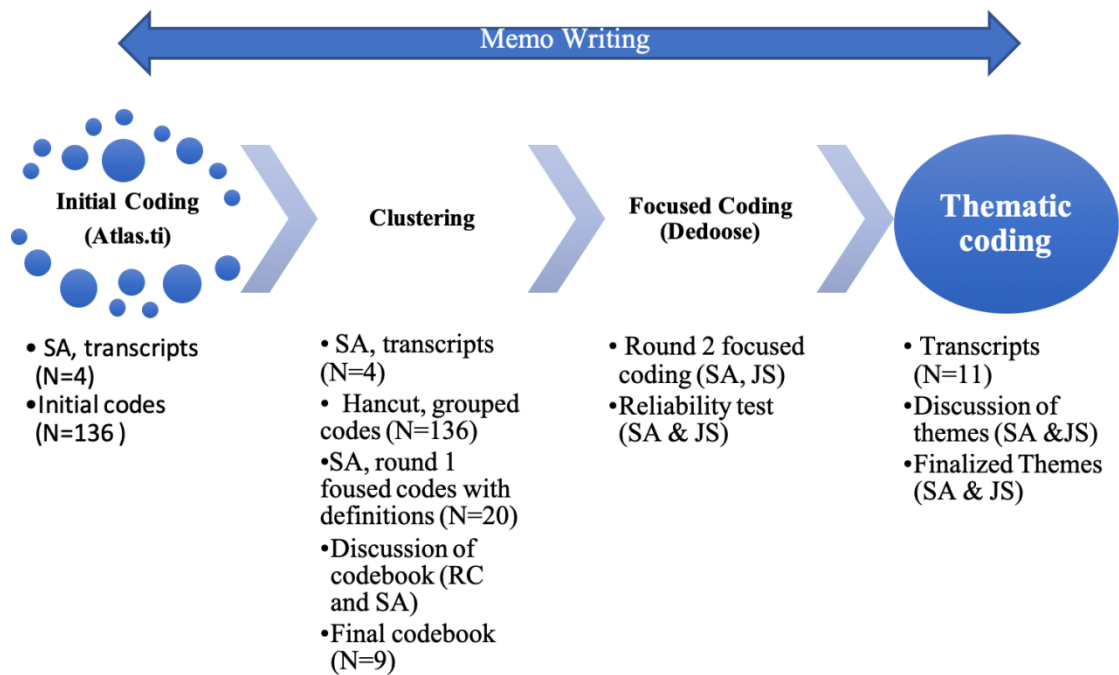 Memo Writing
Initial Coding
(Atlas.ti)
Clustering
Focused Coding
(Dedoose)
Thematic
coding
• SA, transcripts
(N=4)
•Initial codes
(N=136 )
• SA, transcripts
(N=4)
• Hancut, grouped
codes (N=136)
•SA, round 1
foused codes with
definitions (N=20)
•Discussion of
codebook (RC
and SA)
•Final codebook
(N=9)
• Round 2 focused
coding (SA, JS)
•Reliability test
(SA & JS)
• Transcripts
(N=11)
•Discussion of
themes (SA &JS)
•Finalized Themes
(SA & JS)